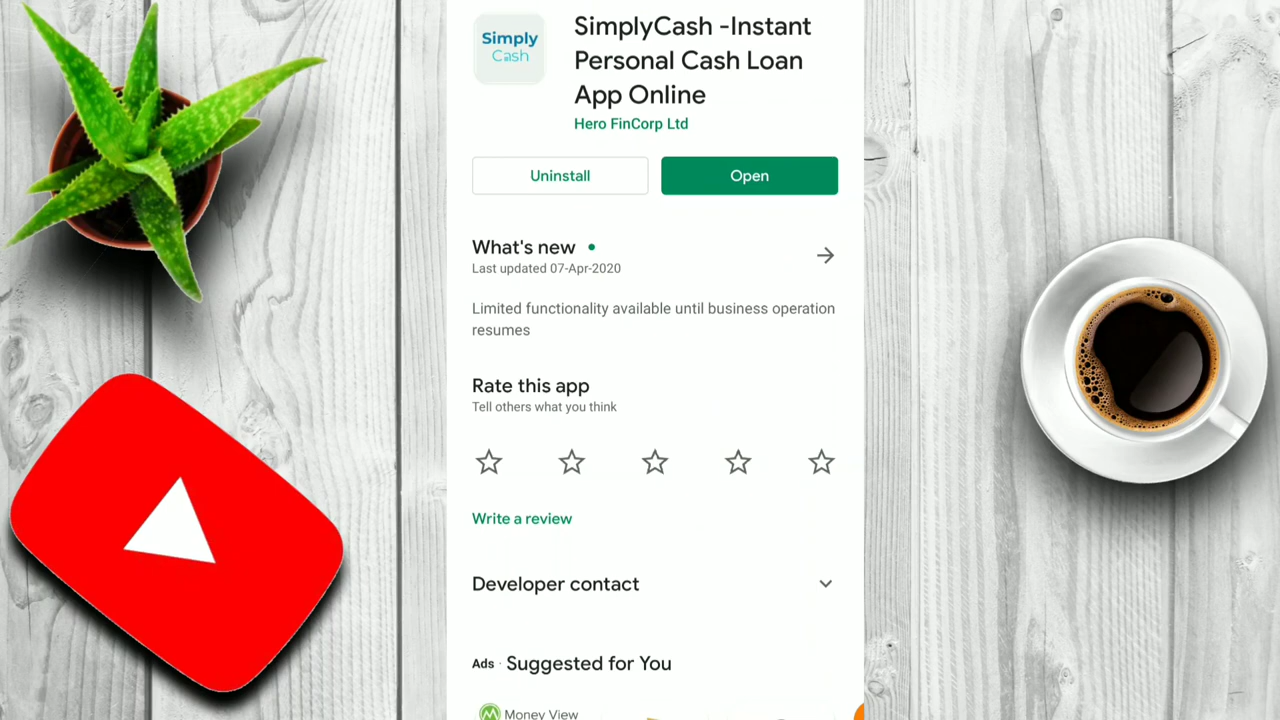 Simply
Cash
SimplyCash -Instant
Personal Cash Loan
App Online
Hero FinCorp Ltd
Uninstall
Open
What's new
Last updated 07-Apr-2020
Limited functionality available until business operation
resumes
Rate this app
Tell others what you think
Write a review
Developer contact
Ads · Suggested for You
Money View